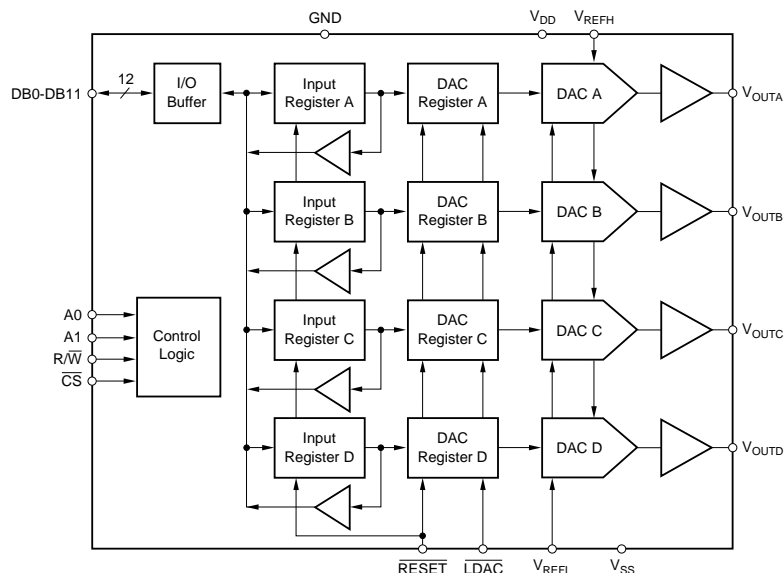 GND
VDD
VREFH
DB0-DB11
12
I/O
Buffer
Input
Register A
DAC
Register A
DAC A
VOUTA
Input
Register B
DAC
Register B
DAC B
VOUTB
A0
A1
R/W
CS
Control
Logic
Input
Register C
DAC
Register C
DAC C
VOUTC
Input
Register D
DAC
Register D
DAC D
VOUTD
RESET
LDAC
VREFL
VSS